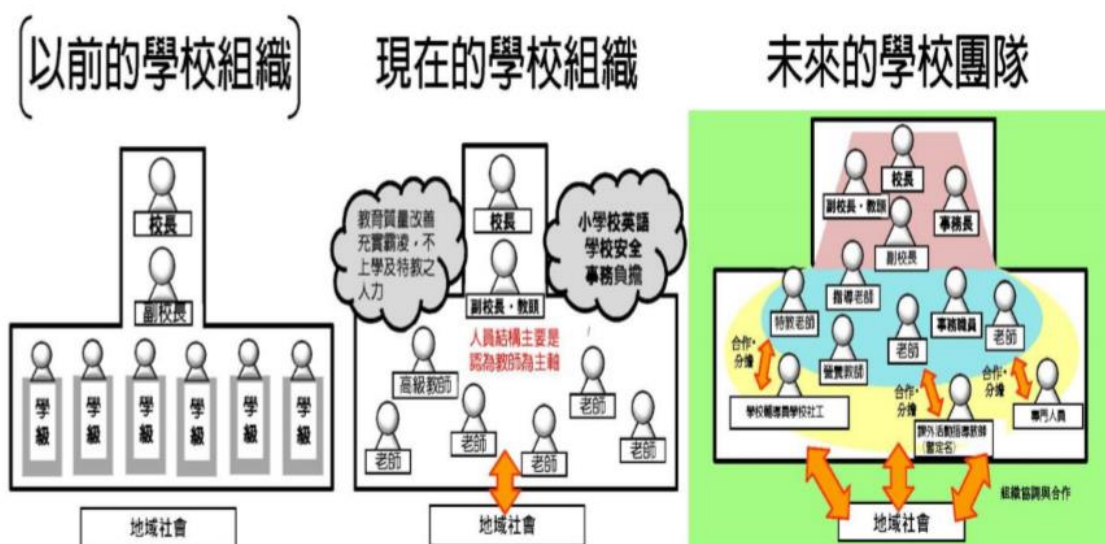 以前的學校組織
校長
副校長
學級
學級
學級
學級
學級
學級
地域社會
現在的學校組織
教育質量改善
充實霸凌，不
上學及特教之
人力
校長
副校長・教頭
小學校英語
學校安全
事務負擔
人員結構主要是
認為教師為主軸
高級教師
老師
老師
老師
老師
老師
地域社會
未來的學校團隊
校長
副校長・教頭
事務長
副校長
指導老師
特教老師
事務職員
老師
老師
營養教師
合作・
分擔
合作・
分擔
合作・
分擔
學校輔導員學校社工
課外活動指導教師
(暫定名)
專門人員
組織協調與合作
地域社會